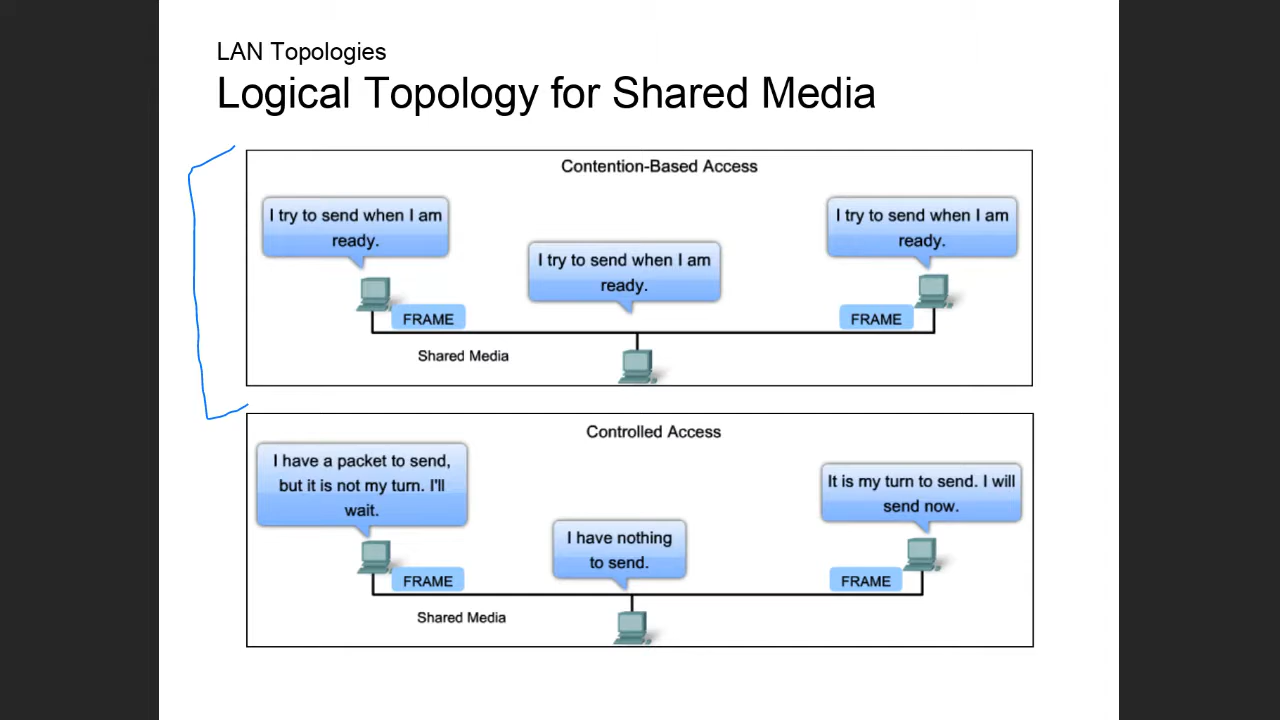 LAN Topologies
Logical Topology for Shared Media
Contention-Based Access
I try to send when I am
ready.
I try to send when I am
ready.
I try to send when I am
ready.
FRAME
FRAME
Shared Media
Controlled Access
I have a packet to send,
but it is not my turn. I'll
wait.
I have nothing
to send.
It is my turn to send. I will
send now.
FRAME
FRAME
Shared Media